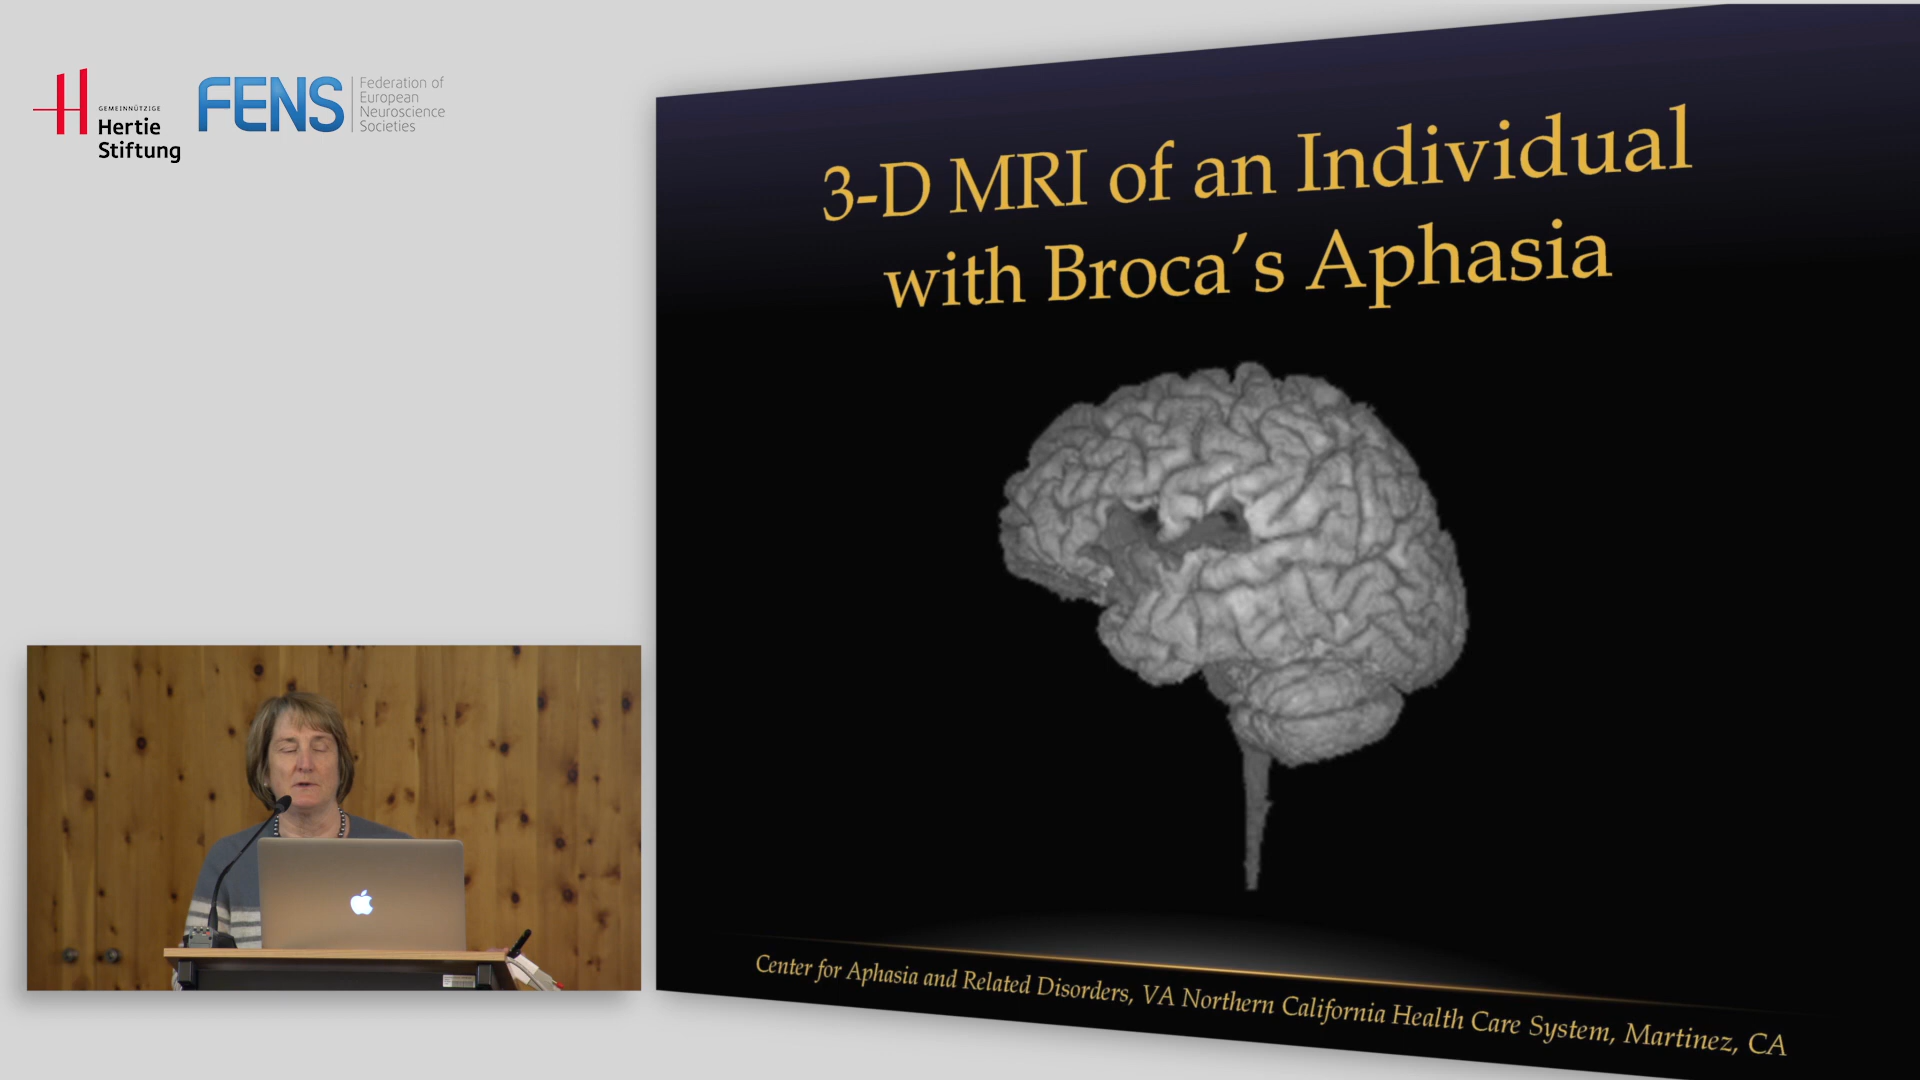 GEMEINNÜTZIGE
Hertie
Stiftung
FENS
Federation of
European
Neuroscience
Societies
3-D MRI of an Individual
with Broca's Aphasia
Center for Aphasia and Related Disorders, VA Northern California Health Care System, Martinez, CA